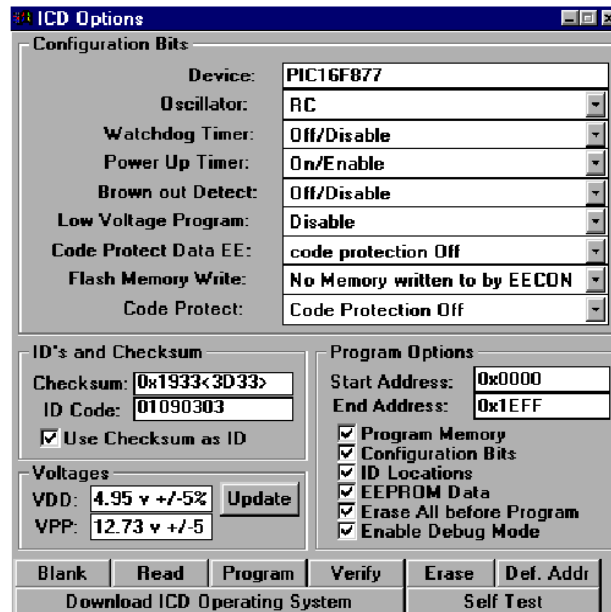 ICD Options
Configuration Bits
Device: PIC16F877
Oscillator: RC
Watchdog Timer: Off/Disable
Power Up Timer: On/Enable
Brown out Detect: Off/Disable
Low Voltage Program: Disable
Code Protect Data EE: code protection Off
Flash Memory Write: No Memory written to by EECON
Code Protect: Code Protection Off
ID's and Checksum
Checksum: 0x1933<3D33>
ID Code: 01090303
Use Checksum as ID
Voltages
VDD: 4.95 v +/-5% Update
VPP: 12.73 v +/-5
Program Options
Start Address: 0x0000
End Address: 0x1EFF
Program Memory
Configuration Bits
ID Locations
EEPROM Data
Erase All before Program
Enable Debug Mode
Blank Read Program Verify Erase Def. Addr
Download ICD Operating System Self Test